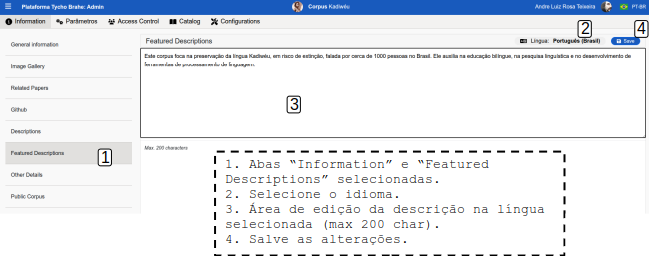 Plataforma Tycho Brahe: Admin
Corpus Kadiwéu
Andre Luiz Rosa Teixeira
PT-BR
Information
Parâmetros
Access Control
Catalog
Configurations
2
4
General information
Featured Descriptions
Língua: Português (Brasil)
Save
Este corpus foca na preservação da língua Kadiwéu, em risco de extinção, falada por cerca de 1000 pessoas no Brasil. Ele auxilia na educação bilíngue, na pesquisa linguística e no desenvolvimento de
ferramentas de processamento de linguagem.
Image Gallery
Related Papers
3
Github
Descriptions
Max. 200 characters
Featured Descriptions
1
Other Details
Public Corpus
1. Abas “Information” e “Featured
Descriptions” selecionadas.
2. Selecione o idioma.
3. Área de edição da descrição na língua
selecionada (max 200 char).
4. Salve as alterações.